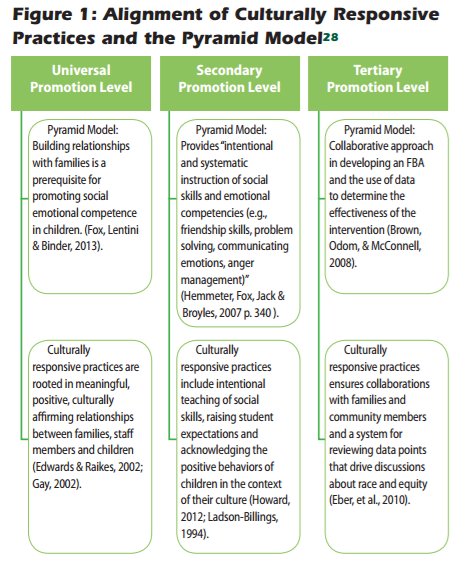 Figure 1: Alignment of Culturally Responsive
Practices and the Pyramid Model28
Universal
Promotion Level
Pyramid Model:
Building relationships
with families is a
prerequisite for
promoting social
emotional competence
in children. (Fox, Lentini
& Binder, 2013).
Culturally
responsive practices are
rooted in meaningful,
positive, culturally
affirming relationships
between families, staff
members and children
(Edwards & Raikes, 2002;
Gay, 2002).
Secondary
Promotion Level
Pyramid Model:
Provides “intentional
and systematic
instruction of social
skills and emotional
competencies (e.g.,
friendship skills, problem
solving, communicating
emotions, anger
management)”
(Hemmeter, Fox, Jack &
Broyles, 2007 p. 340 ).
Culturally
responsive practices
include intentional
teaching of social
skills, raising student
expectations and
acknowledging the
positive behaviors of
children in the context
of their culture (Howard,
2012; Ladson-Billings,
1994).
Tertiary
Promotion Level
Pyramid Model:
Collaborative approach
in developing an FBA
and the use of data
to determine the
effectiveness of the
intervention (Brown,
Odom, & McConnell,
2008).
Culturally
responsive practices
ensures collaborations
with families and
community members
and a system for
reviewing data points
that drive discussions
about race and equity
(Eber, et al., 2010).